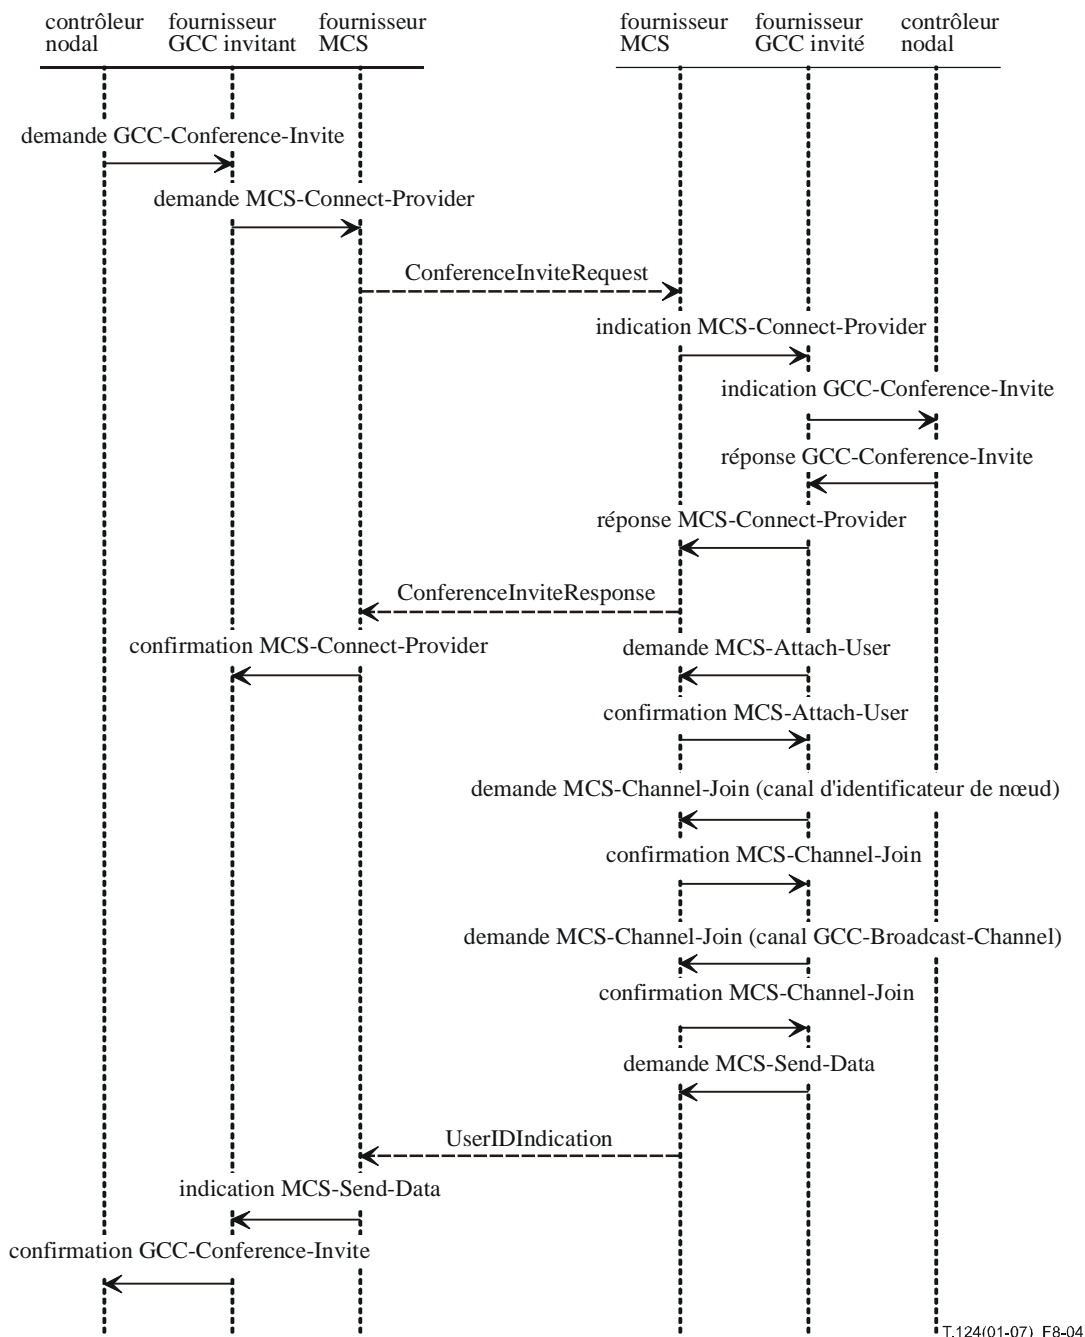 contrôleur nodal
fournisseur GCC invitant
fournisseur MCS
fournisseur MCS
fournisseur GCC invité
contrôleur nodal
demande GCC-Conference-Invite
demande MCS-Connect-Provider
ConferenceInviteRequest
indication MCS-Connect-Provider
indication GCC-Conference-Invite
réponse GCC-Conference-Invite
réponse MCS-Connect-Provider
ConferenceInviteResponse
confirmation MCS-Connect-Provider
demande MCS-Attach-User
confirmation MCS-Attach-User
demande MCS-Channel-Join (canal d'identificateur de nœud)
confirmation MCS-Channel-Join
demande MCS-Channel-Join (canal GCC-Broadcast-Channel)
confirmation MCS-Channel-Join
demande MCS-Send-Data
UserIDIndication
indication MCS-Send-Data
confirmation GCC-Conference-Invite
T.124(01-07)_F8-04